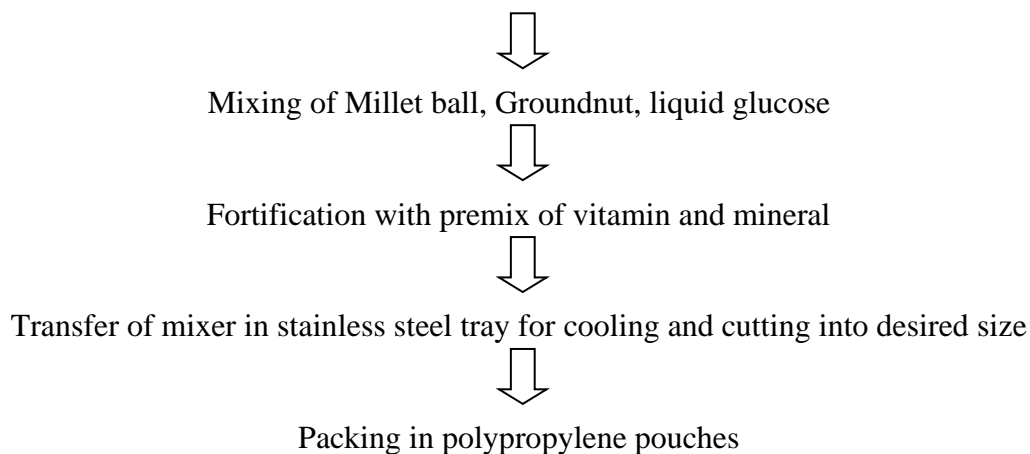 Mixing of Millet ball, Groundnut, liquid glucose
Fortification with premix of vitamin and mineral
Transfer of mixer in stainless steel tray for cooling and cutting into desired size
Packing in polypropylene pouches